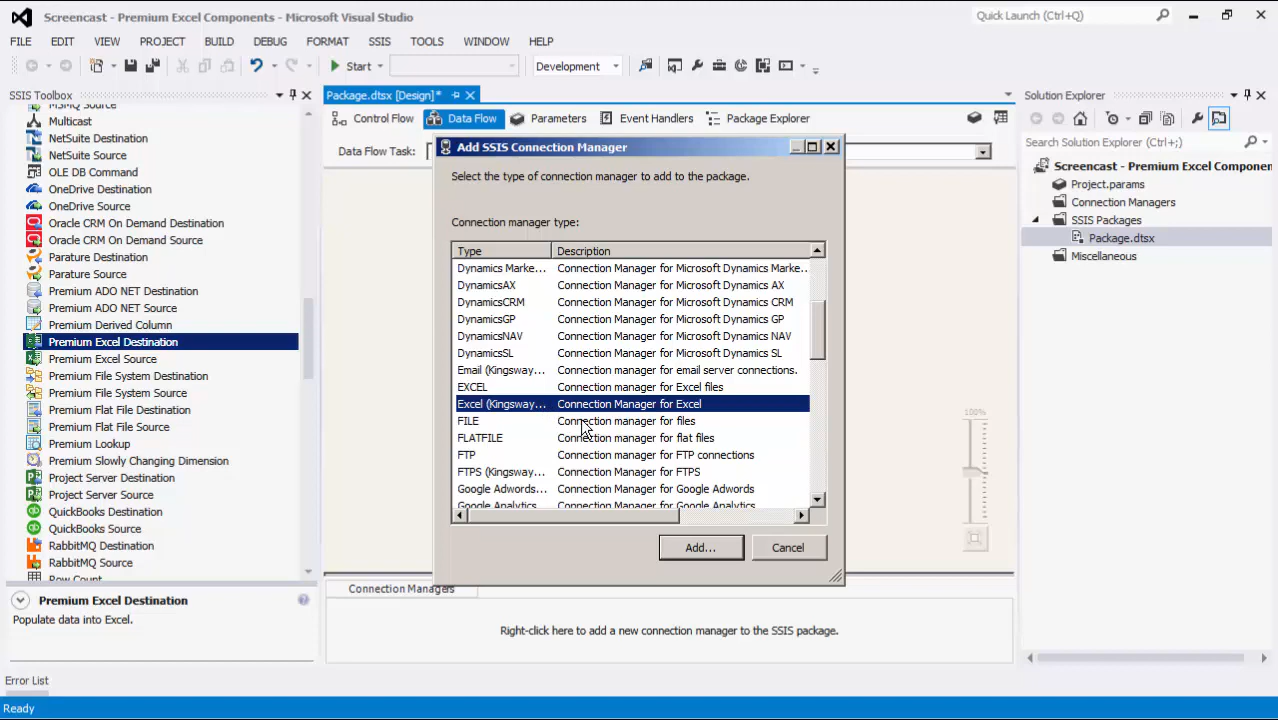 Screencast - Premium Excel Components - Microsoft Visual Studio
Quick Launch (Ctrl+Q)
FILE EDIT VIEW PROJECT BUILD DEBUG FORMAT SSIS TOOLS WINDOW HELP
Start Development
SSIS Toolbox
MSMQ Source
Multicast
NetSuite Destination
NetSuite Source
OLE DB Command
OneDrive Destination
OneDrive Source
Oracle CRM On Demand Destination
Oracle CRM On Demand Source
Parature Destination
Parature Source
Premium ADO NET Destination
Premium ADO NET Source
Premium Derived Column
Premium Excel Destination
Premium Excel Source
Premium File System Destination
Premium File System Source
Premium Flat File Destination
Premium Flat File Source
Premium Lookup
Premium Slowly Changing Dimension
Project Server Destination
Project Server Source
QuickBooks Destination
QuickBooks Source
RabbitMQ Destination
RabbitMQ Source
Row Count
Premium Excel Destination
Populate data into Excel.
Package.dtsx [Design]*
Control Flow Data Flow Parameters Event Handlers Package Explorer
Data Flow Task:
Add SSIS Connection Manager
Select the type of connection manager to add to the package.
Connection manager type:
Type Description
Dynamics Marke... Connection Manager for Microsoft Dynamics Marke...
DynamicsAX Connection Manager for Microsoft Dynamics AX
DynamicsCRM Connection Manager for Microsoft Dynamics CRM
DynamicsGP Connection Manager for Microsoft Dynamics GP
DynamicsNAV Connection Manager for Microsoft Dynamics NAV
DynamicsSL Connection Manager for Microsoft Dynamics SL
Email (Kingsway... Connection manager for email server connections.
EXCEL Connection manager for Excel files
Excel (Kingsway... Connection Manager for Excel
FILE Connection manager for files
FLATFILE Connection manager for flat files
FTP Connection manager for FTP connections
FTPS (Kingsway... Connection Manager for FTPS
Google Adwords... Connection Manager for Google Adwords
Google Analytics Connection Manager for Google Analytics
Add... Cancel
100%
Connection Managers
Right-click here to add a new connection manager to the SSIS package.
Solution Explorer
Search Solution Explorer (Ctrl+;)
Screencast - Premium Excel Componen
Project.params
Connection Managers
SSIS Packages
Package.dtsx
Miscellaneous
Error List
Ready